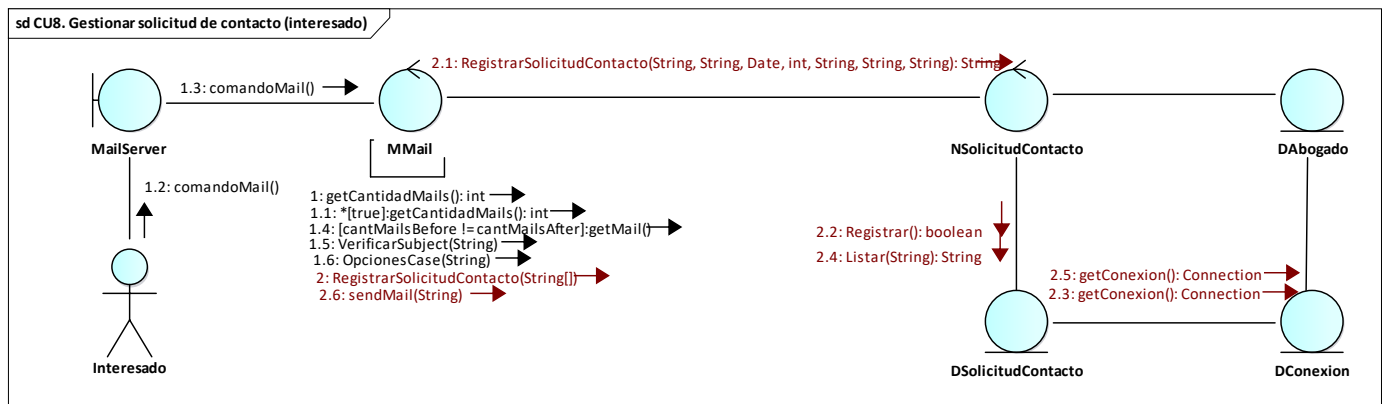 sd CU8. Gestionar solicitud de contacto (interesado)
2.1: RegistrarSolicitudContacto(String, String, Date, int, String, String, String): String
1.3: comandoMail()
MailServer
MMail
NSolicitudContacto
DAbogado
1.2: comandoMail()
1: getCantidadMails(): int
1.1: *[true]:getCantidadMails(): int
1.4: [cantMailsBefore != cantMailsAfter]:getMail()
1.5: VerificarSubject(String)
1.6: OpcionesCase(String)
2: RegistrarSolicitudContacto(String[])
2.6: sendMail(String)
2.2: Registrar(): boolean
2.4: Listar(String): String
2.5: getConexion(): Connection
2.3: getConexion(): Connection
Interesado
DSolicitudContacto
DConexion